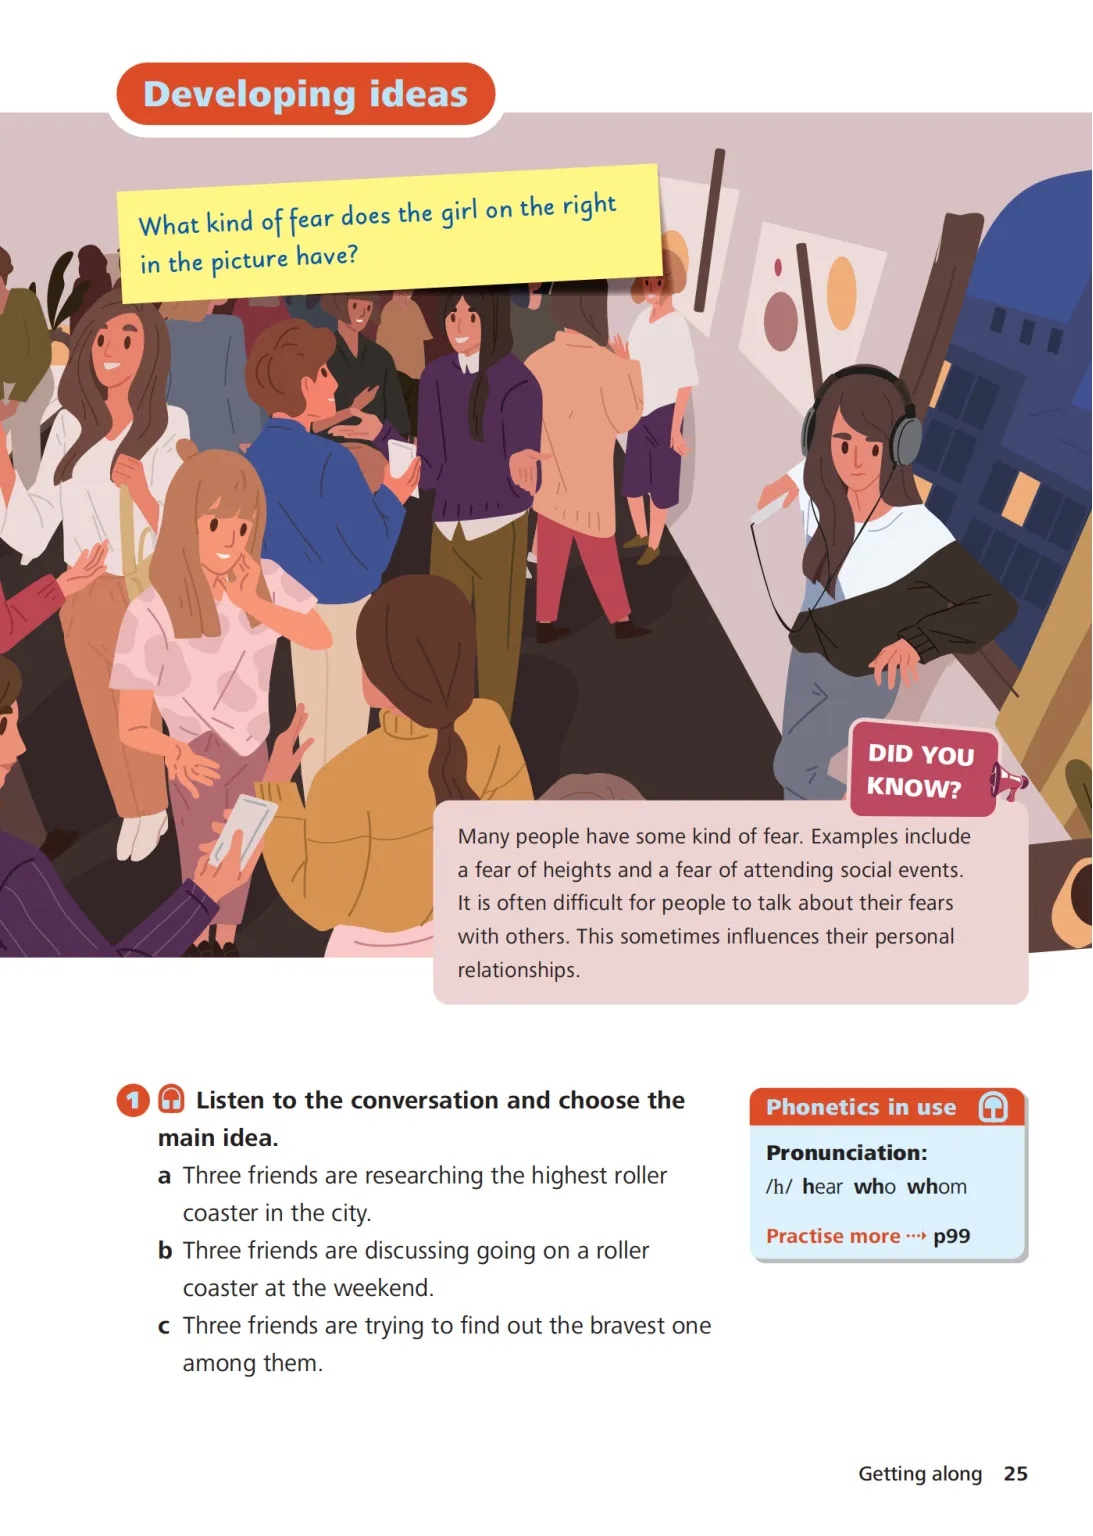 Developing ideas
What kind of fear does the girl on the right
in the picture have?
DID YOU
KNOW?
Many people have some kind of fear. Examples include
a fear of heights and a fear of attending social events.
It is often difficult for people to talk about their fears
with others. This sometimes influences their personal
relationships.
1 Listen to the conversation and choose the
main idea.
a Three friends are researching the highest roller
coaster in the city.
b Three friends are discussing going on a roller
coaster at the weekend.
c Three friends are trying to find out the bravest one
among them.
Phonetics in use
Pronunciation:
/h/ hear who whom
Practise more ⇢ p99
Getting along 25